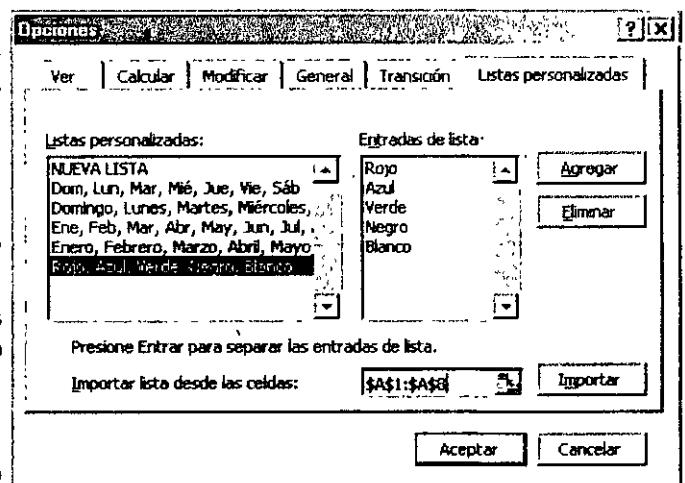 Opciones
Ver Calcular Modificar General Transición Listas personalizadas
Listas personalizadas:
NUEVA LISTA
Dom, Lun, Mar, Mié, Jue, Vie, Sáb
Domingo, Lunes, Martes, Miércoles,
Ene, Feb, Mar, Abr, May, Jun, Jul,
Enero, Febrero, Marzo, Abril, Mayo
Rojo, Azul, Verde, Negro, Blanco
Entradas de lista:
Rojo
Azul
Verde
Negro
Blanco
Agregar
Eliminar
Presione Entrar para separar las entradas de lista.
Importar lista desde las celdas: $A$1:$A$8 Importar
Aceptar Cancelar